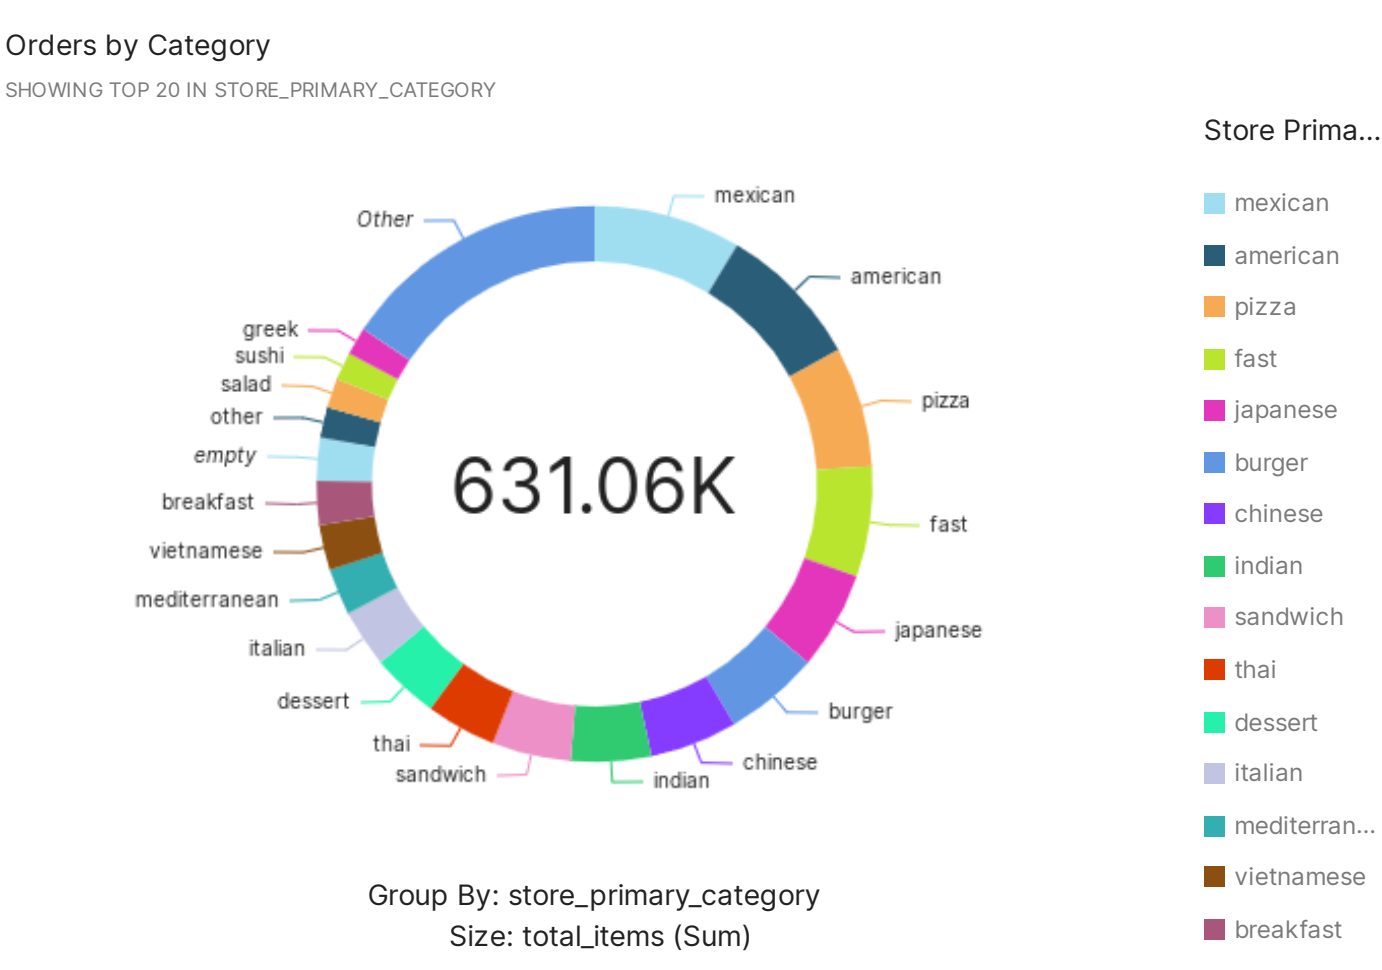 Orders by Category
SHOWING TOP 20 IN STORE_PRIMARY_CATEGORY
Store Prima...
mexican
american
pizza
fast
japanese
burger
chinese
indian
sandwich
thai
dessert
italian
mediterranean
vietnamese
breakfast
empty
other
salad
sushi
greek
Other
631.06K
mexican
american
pizza
fast
japanese
burger
chinese
indian
sandwich
thai
dessert
italian
mediterran...
vietnamese
breakfast
Group By: store_primary_category
Size: total_items (Sum)